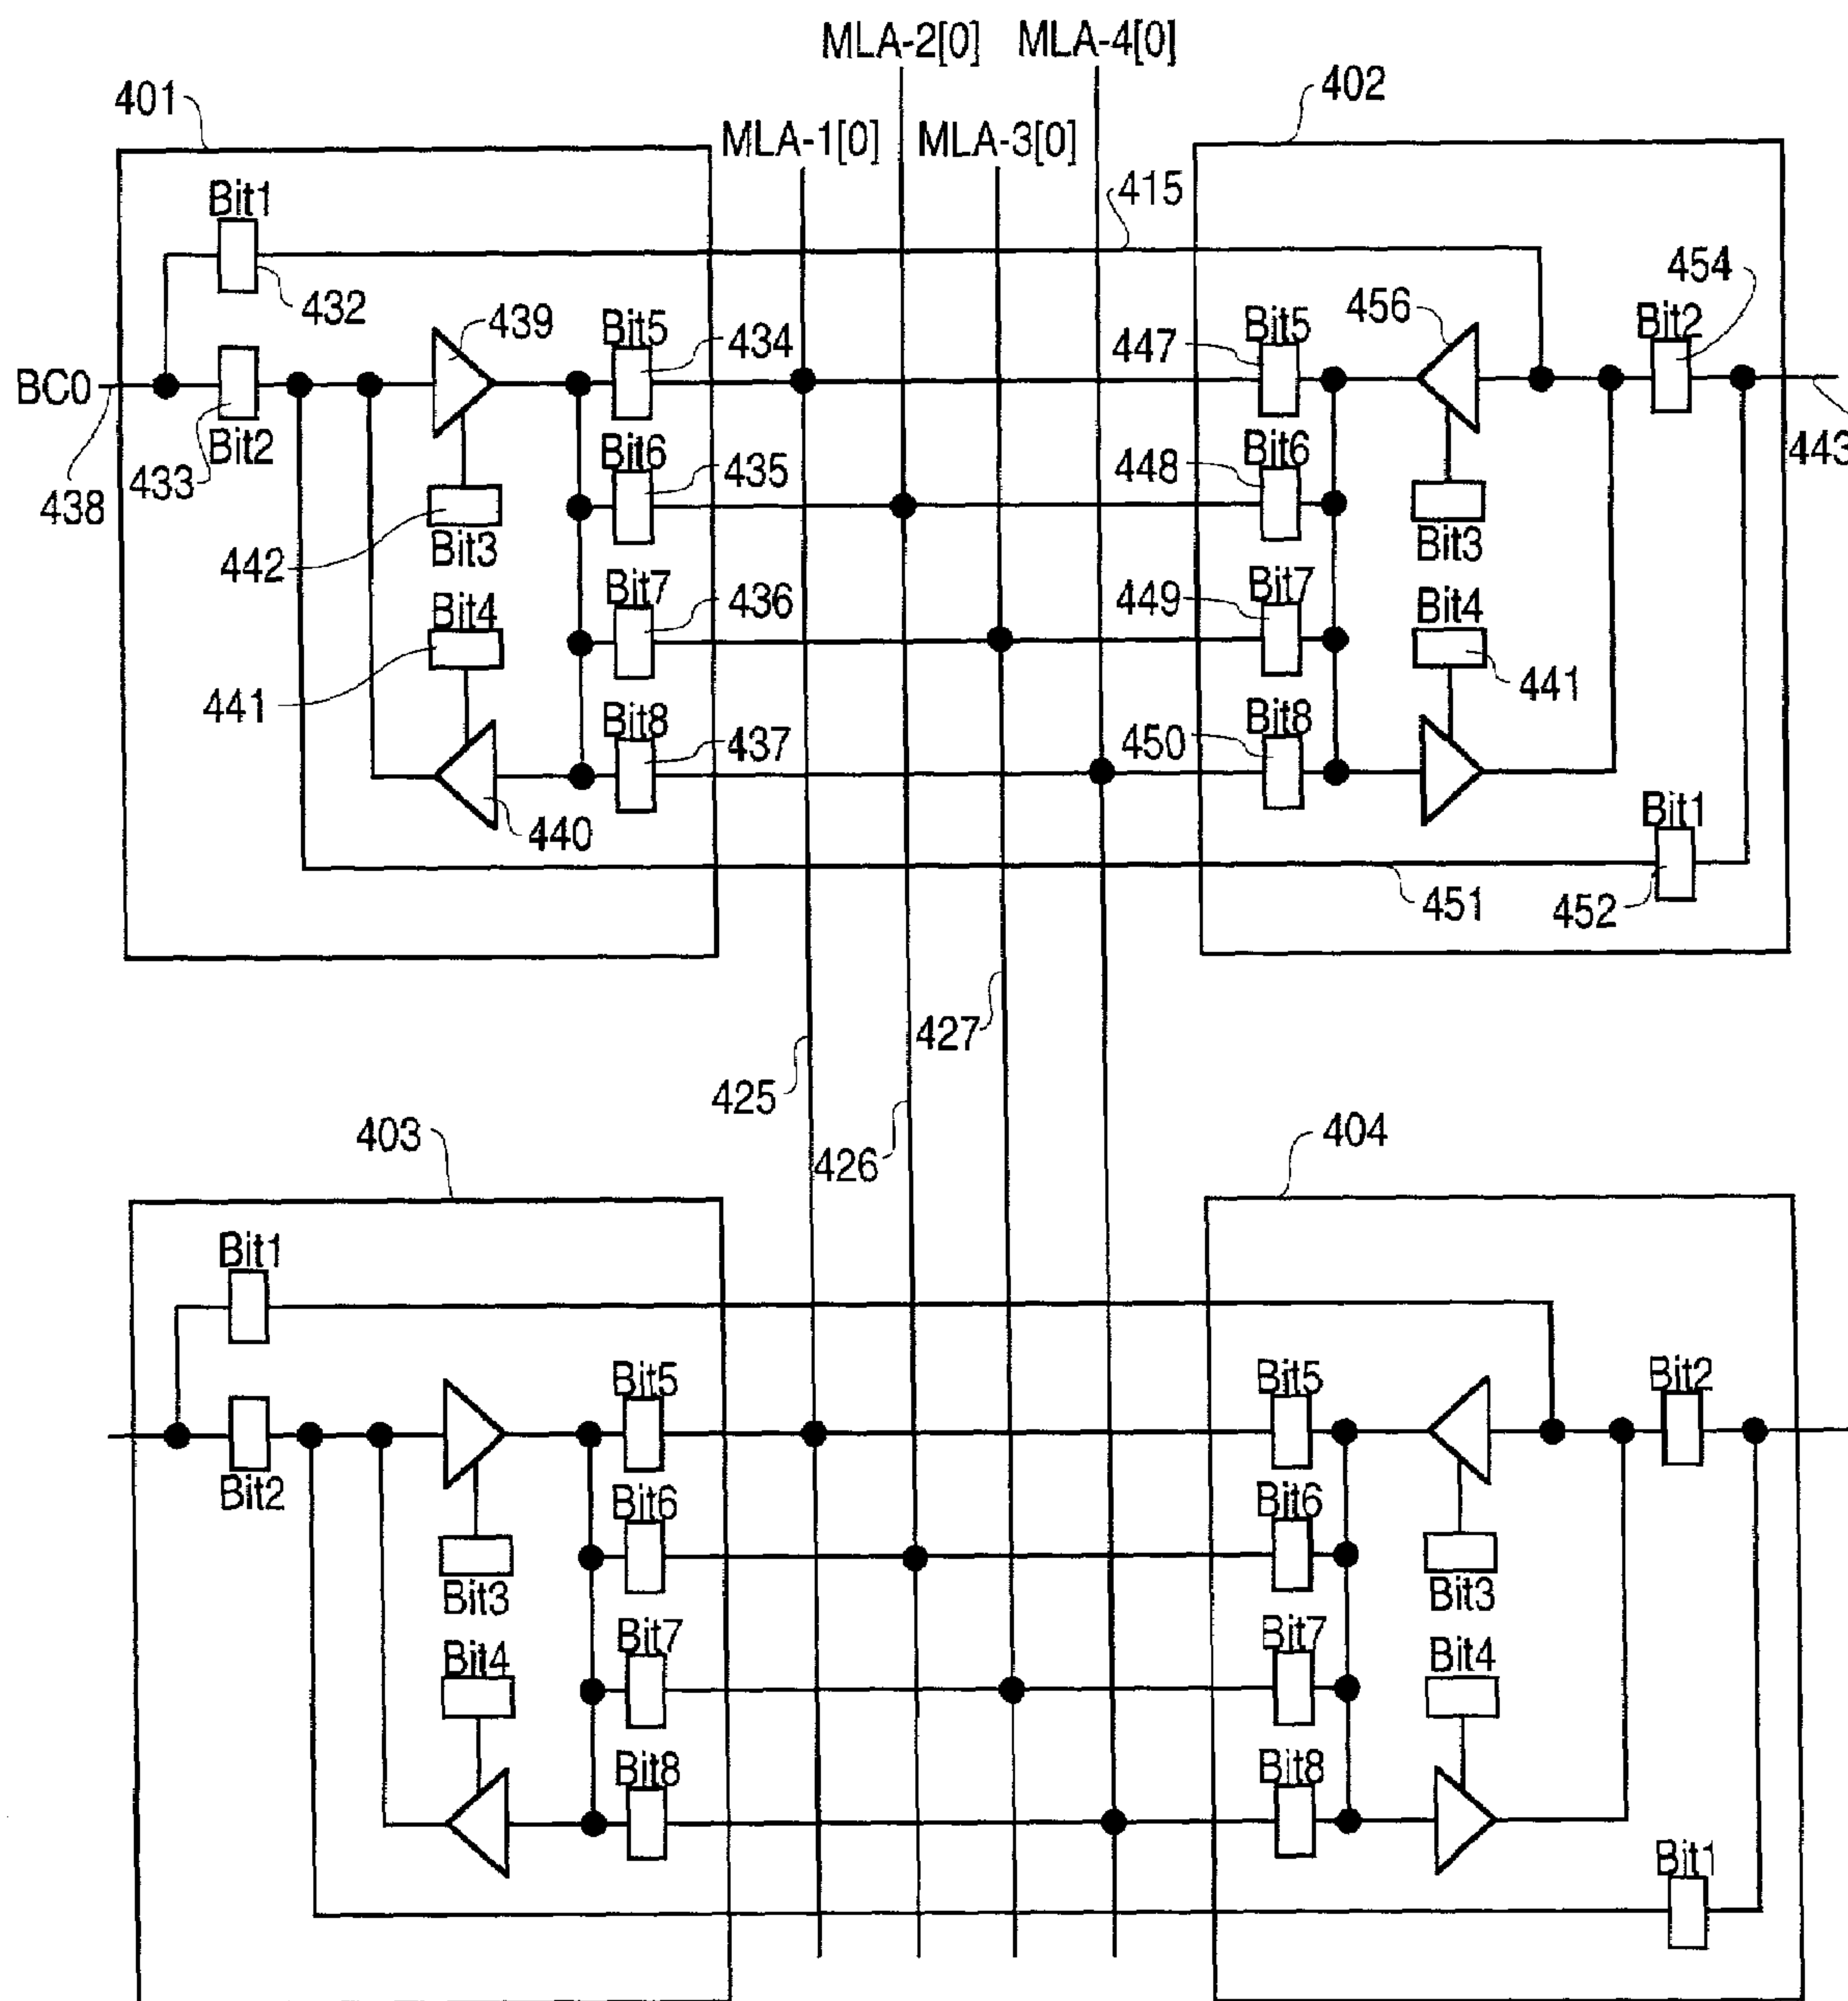 MLA-2[0] MLA-4[0]
401 402
MLA-1[0] MLA-3[0]
Bit1 415
454
432 439 456
Bit5 434 447 Bit5 Bit2
BC0
Bit2 Bit6 435 448 Bit6
433 443
438
442 Bit3 Bit3
Bit4 Bit7 436 449 Bit7 Bit4
441 Bit8 437 450 Bit8 441
440 Bit1
451 452
427
425
403 404
426
Bit1
Bit5 Bit5 Bit2
Bit2 Bit6 Bit6
Bit3 Bit3
Bit4 Bit7 Bit7 Bit4
Bit8 Bit8
Bit1